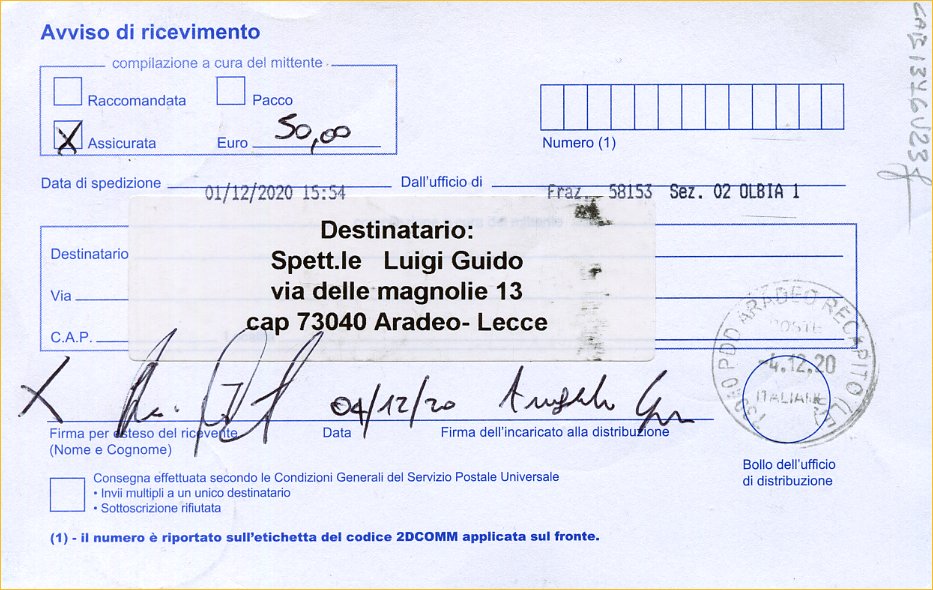 Avviso di ricevimento
compilazione a cura del mittente
Raccomandata Pacco
X Assicurata Euro 50,00
Numero (1)
Data di spedizione 01/12/2020 15:54 Dall'ufficio di Fraz. 58153 Sez. 02 OLBIA 1
Destinatario
Via
C.A.P.
Destinatario:
Spett.le Luigi Guido
via delle magnolie 13
cap 73040 Aradeo- Lecce
73040 PDD ARADEO RECAPITO (LE)
POSTE
-4.12.20
ITALIANE
X 04/12/20
Firma per esteso del ricevente Data Firma dell'incaricato alla distribuzione
(Nome e Cognome)
Bollo dell'ufficio
di distribuzione
Consegna effettuata secondo le Condizioni Generali del Servizio Postale Universale
• Invii multipli a un unico destinatario
• Sottoscrizione rifiutata
(1) - il numero è riportato sull'etichetta del codice 2DCOMM applicata sul fronte.